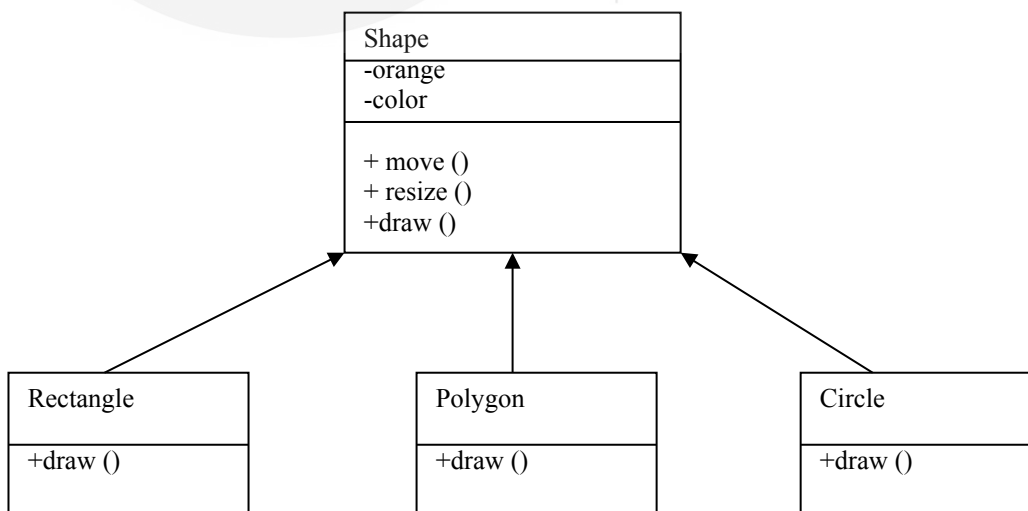 Shape
-orange
-color
+ move ()
+ resize ()
+draw ()
Rectangle
+draw ()
Polygon
+draw ()
Circle
+draw ()